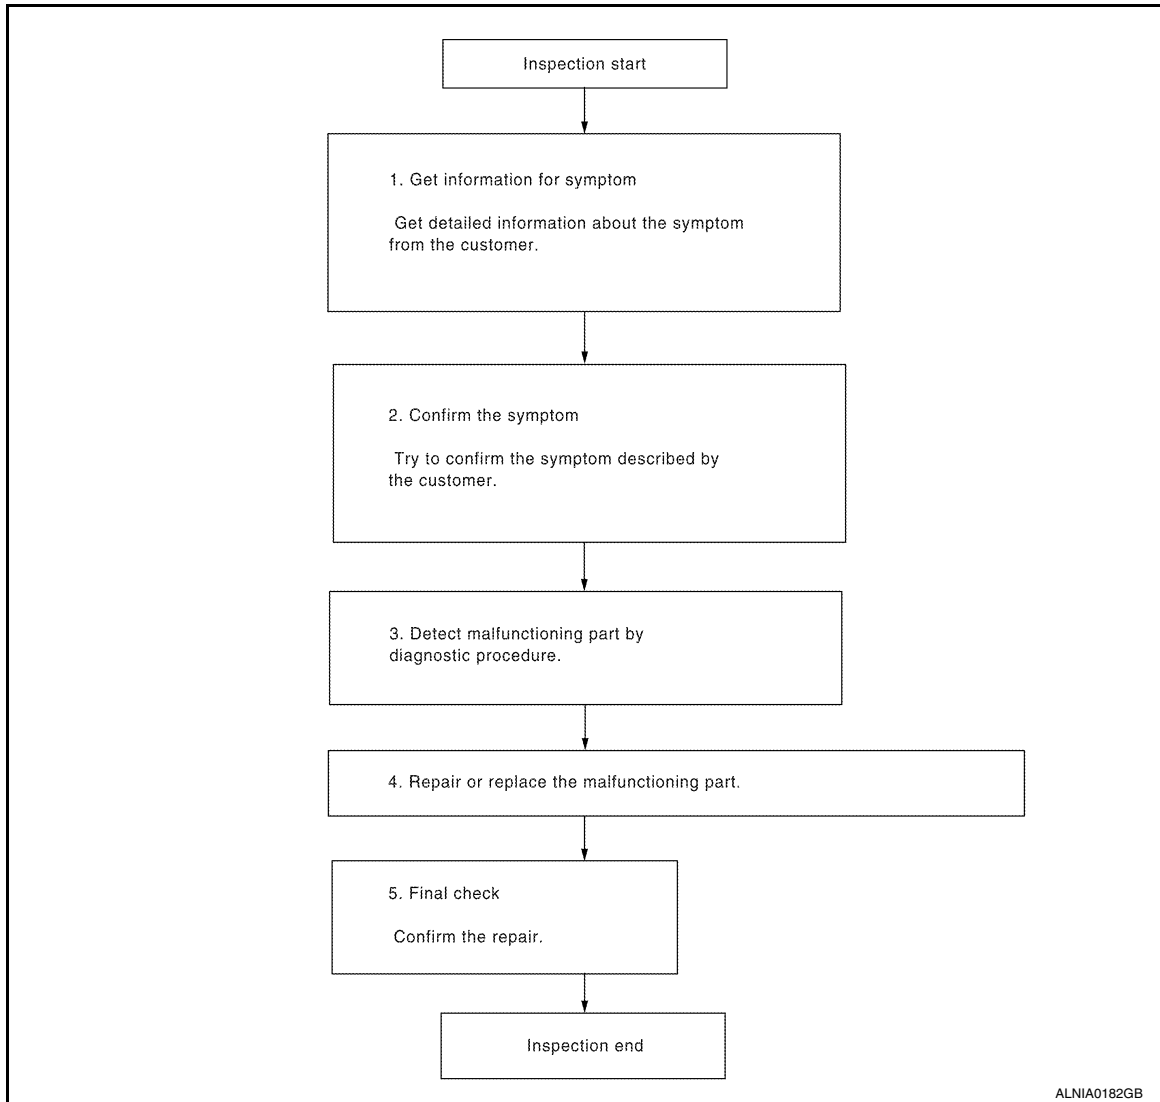 Inspection start
1. Get information for symptom
Get detailed information about the symptom
from the customer.
2. Confirm the symptom
Try to confirm the symptom described by
the customer.
3. Detect malfunctioning part by
diagnostic procedure.
4. Repair or replace the malfunctioning part.
5. Final check
Confirm the repair.
Inspection end
ALNIA0182GB